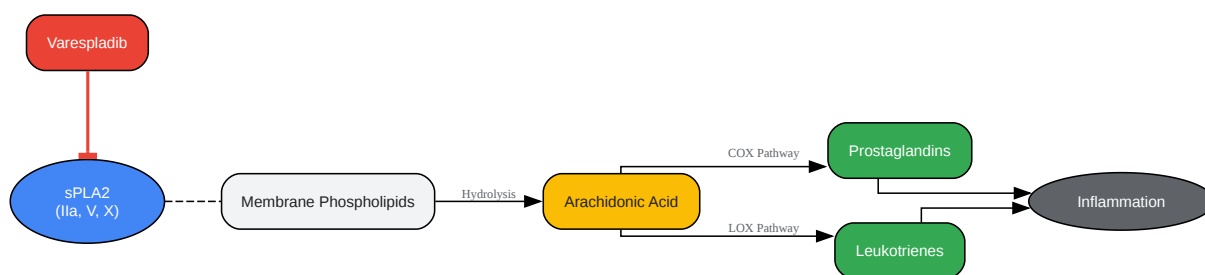 Varespladib
sPLA2
(IIa, V, X)
Membrane Phospholipids
Hydrolysis
Arachidonic Acid
COX Pathway
LOX Pathway
Prostaglandins
Leukotrienes
Inflammation